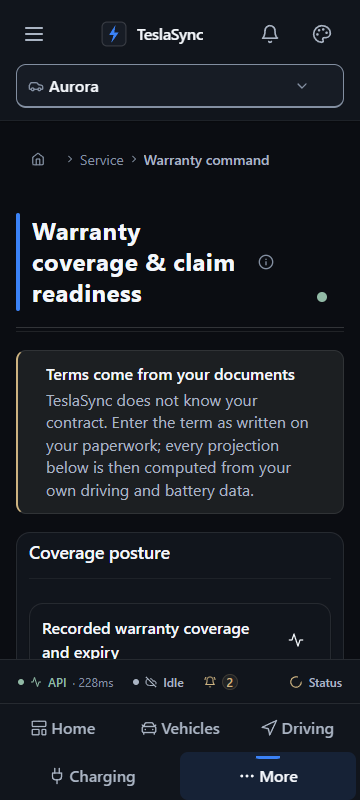 TeslaSync
Aurora
Service
Warranty command
Warranty
coverage & claim
readiness
Terms come from your documents
TeslaSync does not know your
contract. Enter the term as written on
your paperwork; every projection
below is then computed from your
own driving and battery data.
Coverage posture
Recorded warranty coverage
and expiry
API · 228ms
Idle
2
Status
Home
Vehicles
Driving
Charging
More